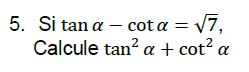 5. Si tan α − cot α = √7,
Calcule tan² α + cot² α